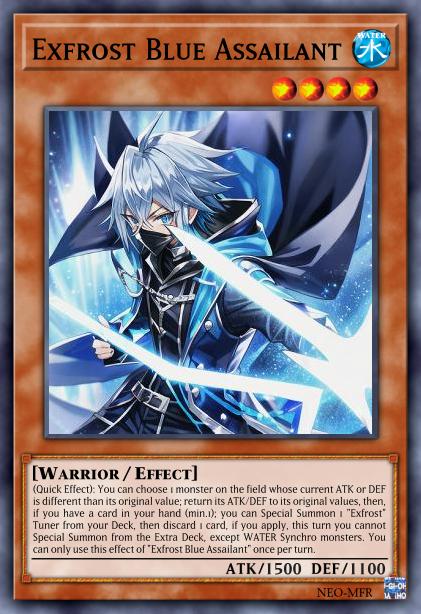 Exfrost Blue Assailant
WATER
水
[Warrior / Effect]
(Quick Effect): You can choose 1 monster on the field whose current ATK or DEF
is different than its original value; return its ATK/DEF to its original values, then,
if you have a card in your hand (min.1); you can Special Summon 1 "Exfrost"
Tuner from your Deck, then discard 1 card, if you apply, this turn you cannot
Special Summon from the Extra Deck, except WATER Synchro monsters. You
can only use this effect of "Exfrost Blue Assailant" once per turn.
ATK/1500 DEF/1100
NEO-MFR